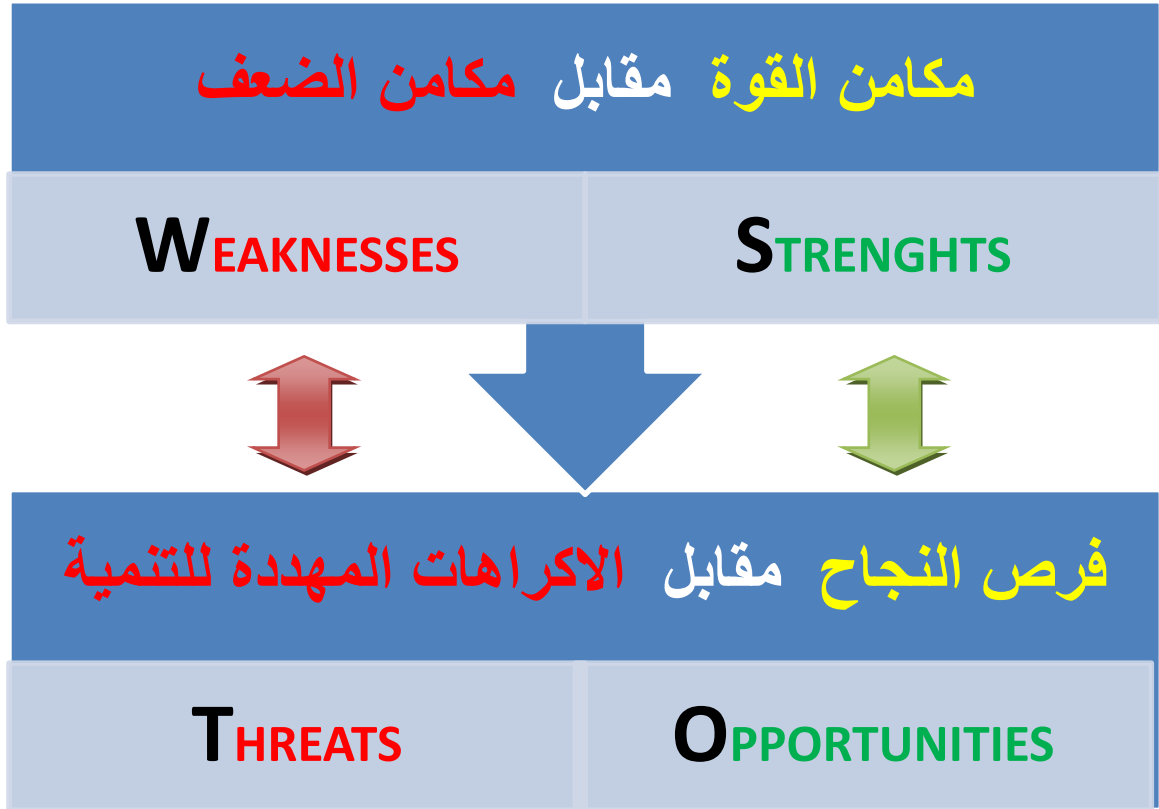 مكامن القوة مقابل مكامن الضعف
WEAKNESSES STRENGHTS
فرص النجاح مقابل الاكراهات المهددة للتنمية
THREATS OPPORTUNITIES